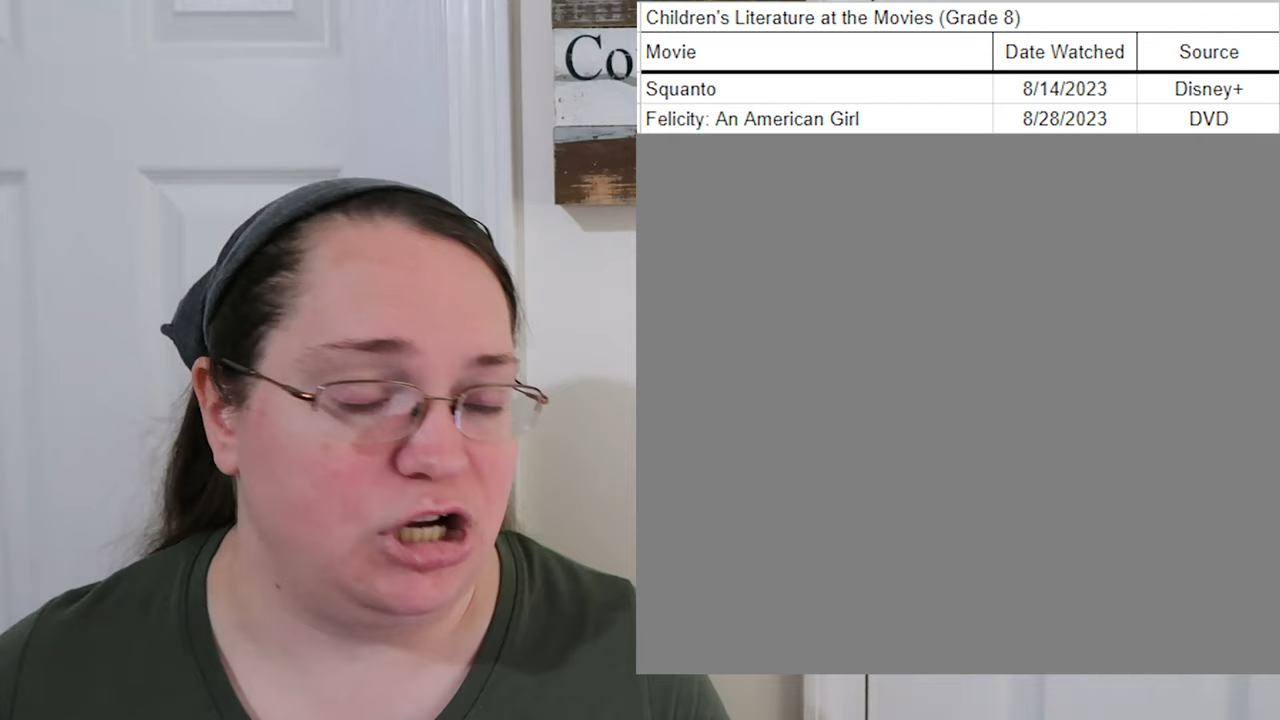 Co
Children's Literature at the Movies (Grade 8)
Movie Date Watched Source
Squanto 8/14/2023 Disney+
Felicity: An American Girl 8/28/2023 DVD